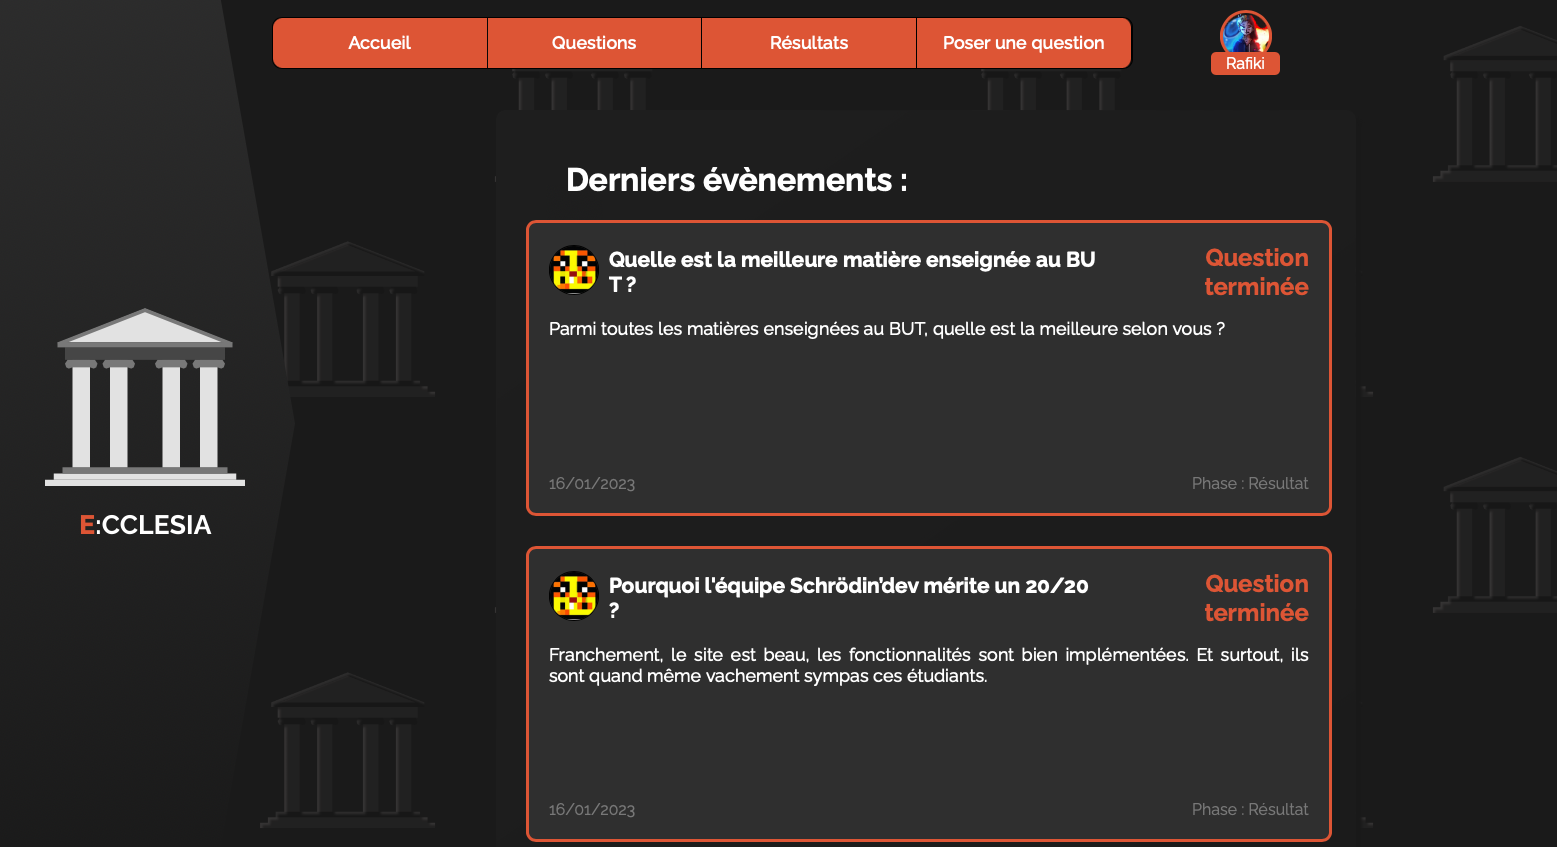 Accueil
Questions
Résultats
Poser une question
Rafiki
E:CCLESIA
Derniers évènements :
Quelle est la meilleure matière enseignée au BU
T ?
Question
terminée
Parmi toutes les matières enseignées au BUT, quelle est la meilleure selon vous ?
16/01/2023
Phase : Résultat
Pourquoi l'équipe Schrödin'dev mérite un 20/20
?
Question
terminée
Franchement, le site est beau, les fonctionnalités sont bien implémentées. Et surtout, ils
sont quand même vachement sympas ces étudiants.
16/01/2023
Phase : Résultat